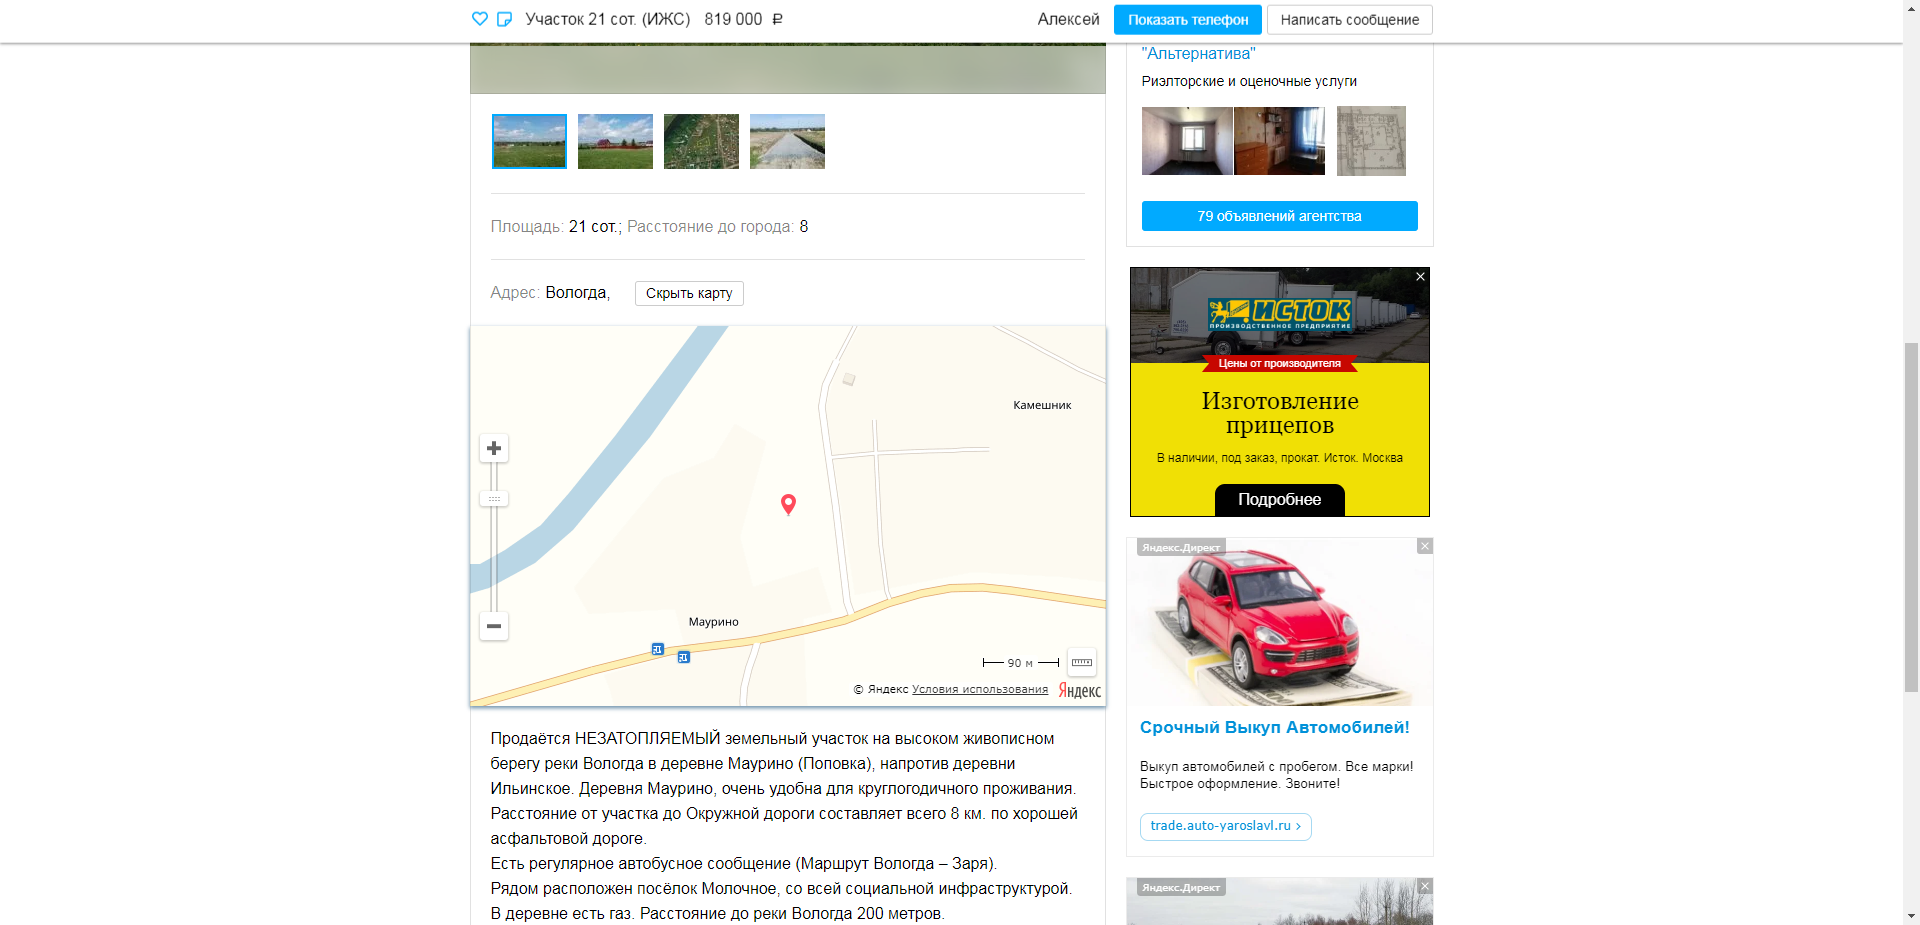 Участок 21 сот. (ИЖС) 819 000 ₽
Алексей
Показать телефон
Написать сообщение
Площадь: 21 сот.; Расстояние до города: 8
Адрес: Вологда,
Скрыть карту
Камешник
Маурино
90 м
© Яндекс Условия использования
Яндекс
Продаётся НЕЗАТОПЛЯЕМЫЙ земельный участок на высоком живописном
берегу реки Вологда в деревне Маурино (Поповка), напротив деревни
Ильинское. Деревня Маурино, очень удобна для круглогодичного проживания.
Расстояние от участка до Окружной дороги составляет всего 8 км. по хорошей
асфальтовой дороге.
Есть регулярное автобусное сообщение (Маршрут Вологда – Заря).
Рядом расположен посёлок Молочное, со всей социальной инфраструктурой.
В деревне есть газ. Расстояние до реки Вологда 200 метров.
"Альтернатива"
Риэлторские и оценочные услуги
79 объявлений агентства
ИСТОК
ПРОИЗВОДСТВЕННОЕ ПРЕДПРИЯТИЕ
Цены от производителя
Изготовление
прицепов
В наличии, под заказ, прокат. Исток. Москва
Подробнее
Яндекс.Директ
Срочный Выкуп Автомобилей!
Выкуп автомобилей с пробегом. Все марки!
Быстрое оформление. Звоните!
trade.auto-yaroslavl.ru ›
Яндекс.Директ